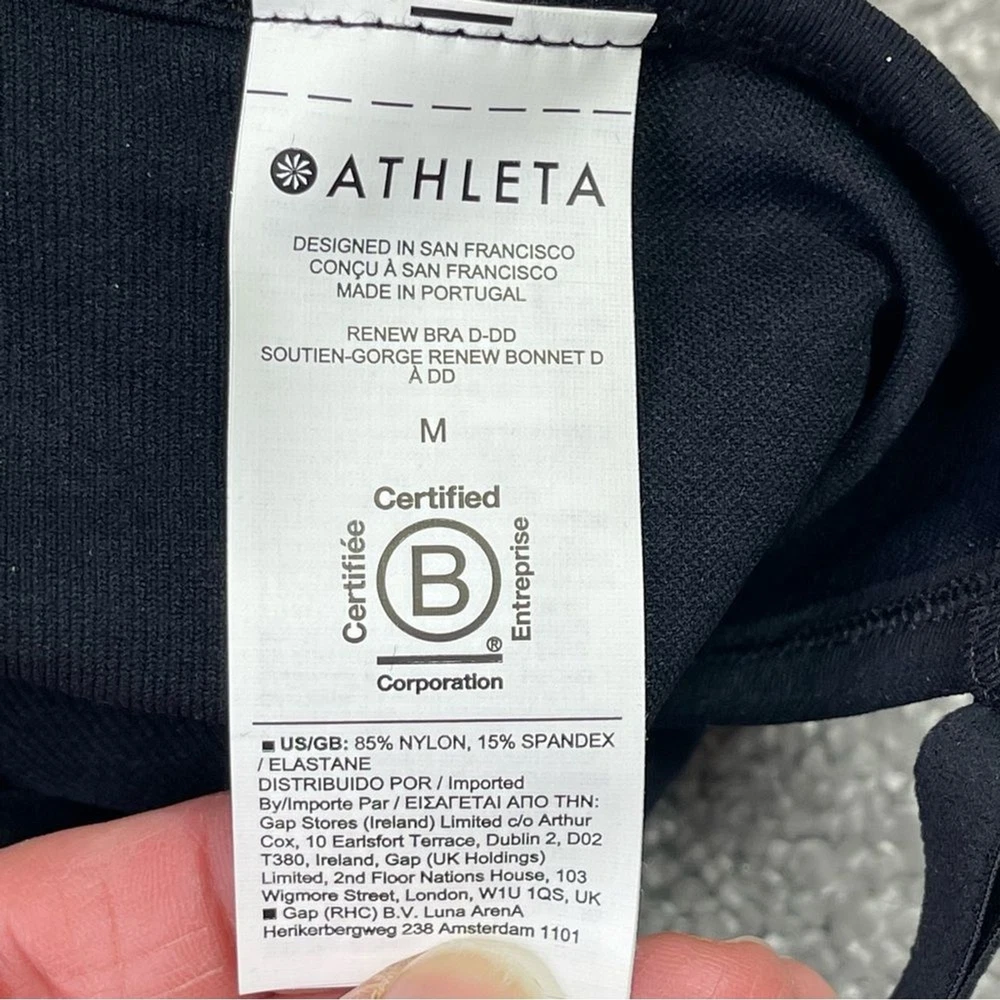 ATHLETA
DESIGNED IN SAN FRANCISCO
CONÇU À SAN FRANCISCO
MADE IN PORTUGAL
RENEW BRA D-DD
SOUTIEN-GORGE RENEW BONNET D
À DD
M
Certified
Certifiée
B
Entreprise
®
Corporation
US/GB: 85% NYLON, 15% SPANDEX
/ ELASTANE
DISTRIBUIDO POR / Imported
By/Importe Par / ΕΙΣΑΓΕΤΑΙ ΑΠΟ ΤΗΝ:
Gap Stores (Ireland) Limited c/o Arthur
Cox, 10 Earlsfort Terrace, Dublin 2, D02
T380, Ireland, Gap (UK Holdings)
Limited, 2nd Floor Nations House, 103
Wigmore Street, London, W1U 1QS, UK
Gap (RHC) B.V. Luna ArenA
Herikerbergweg 238 Amsterdam 1101